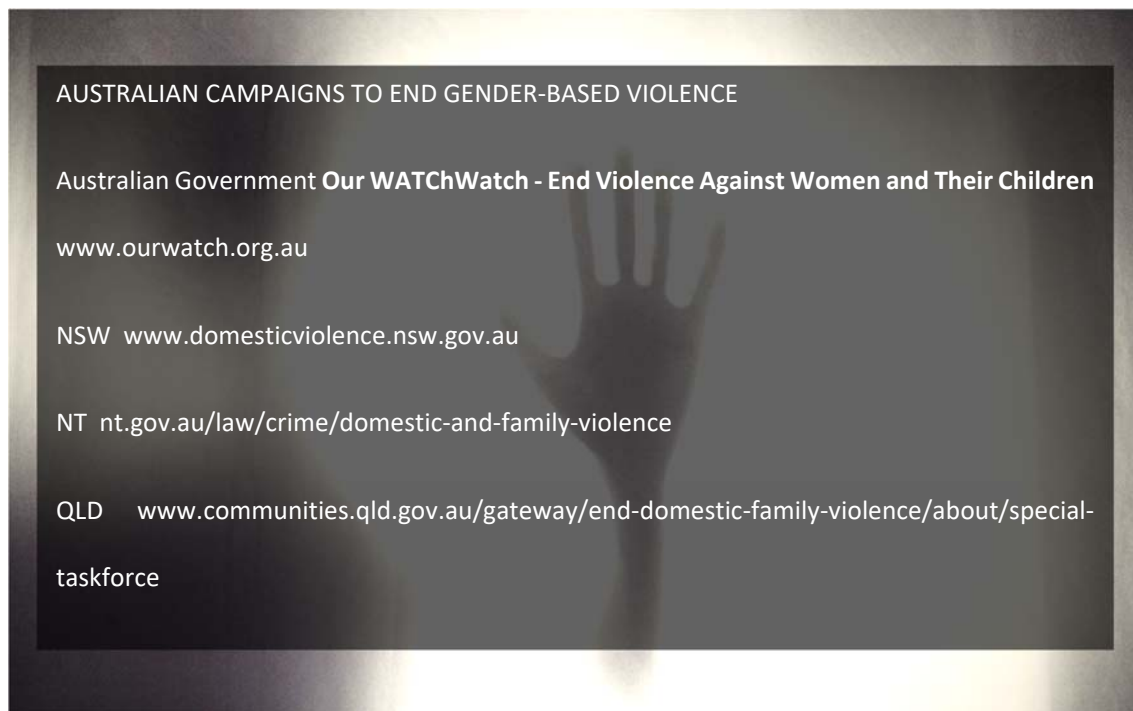 AUSTRALIAN CAMPAIGNS TO END GENDER-BASED VIOLENCE
Australian Government Our WATChWatch - End Violence Against Women and Their Children
www.ourwatch.org.au
NSW www.domesticviolence.nsw.gov.au
NT nt.gov.au/law/crime/domestic-and-family-violence
QLD www.communities.qld.gov.au/gateway/end-domestic-family-violence/about/special-
taskforce